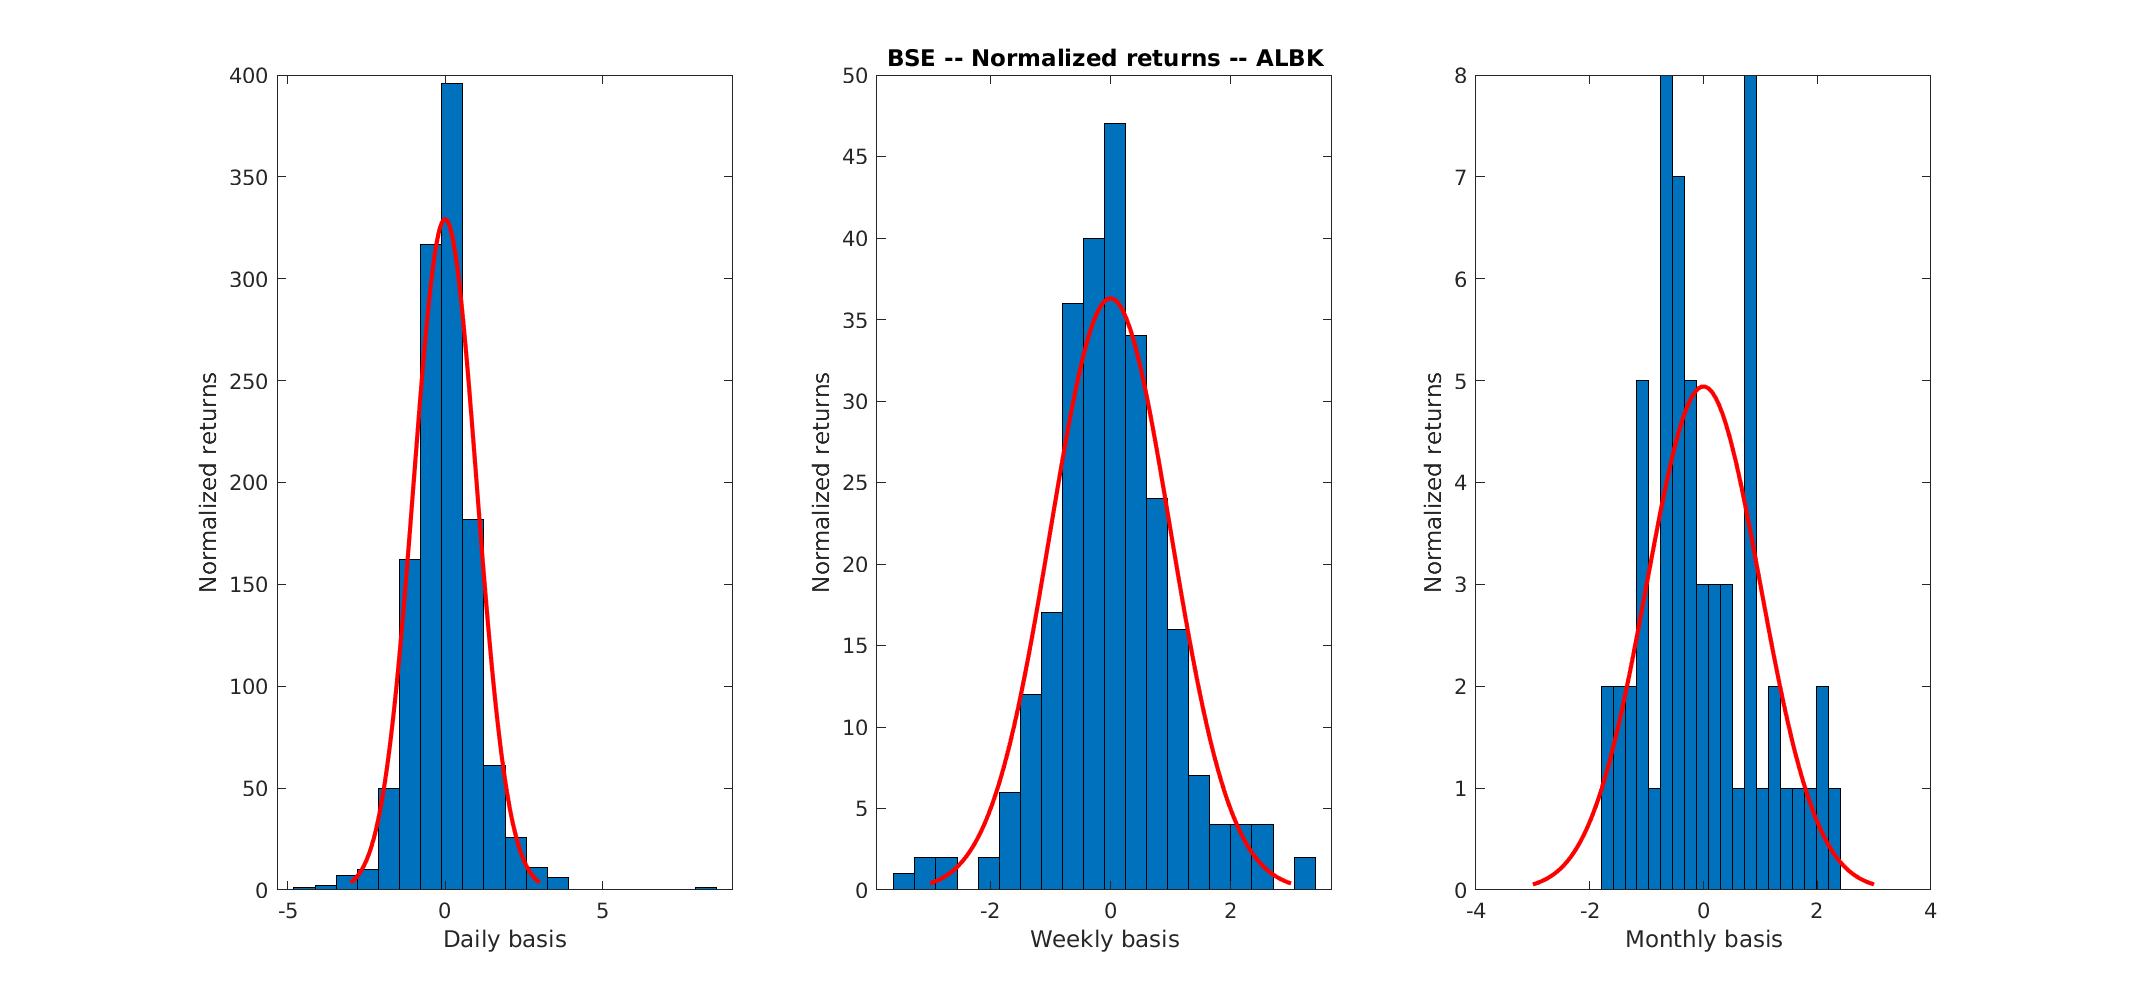 BSE -- Normalized returns -- ALBK
400
350
300
250
200
150
100
50
0
-5 0 5
Normalized returns
Daily basis
50
45
40
35
30
25
20
15
10
5
0
-2 0 2
Normalized returns
Weekly basis
8
7
6
5
4
3
2
1
0
-4 -2 0 2 4
Normalized returns
Monthly basis